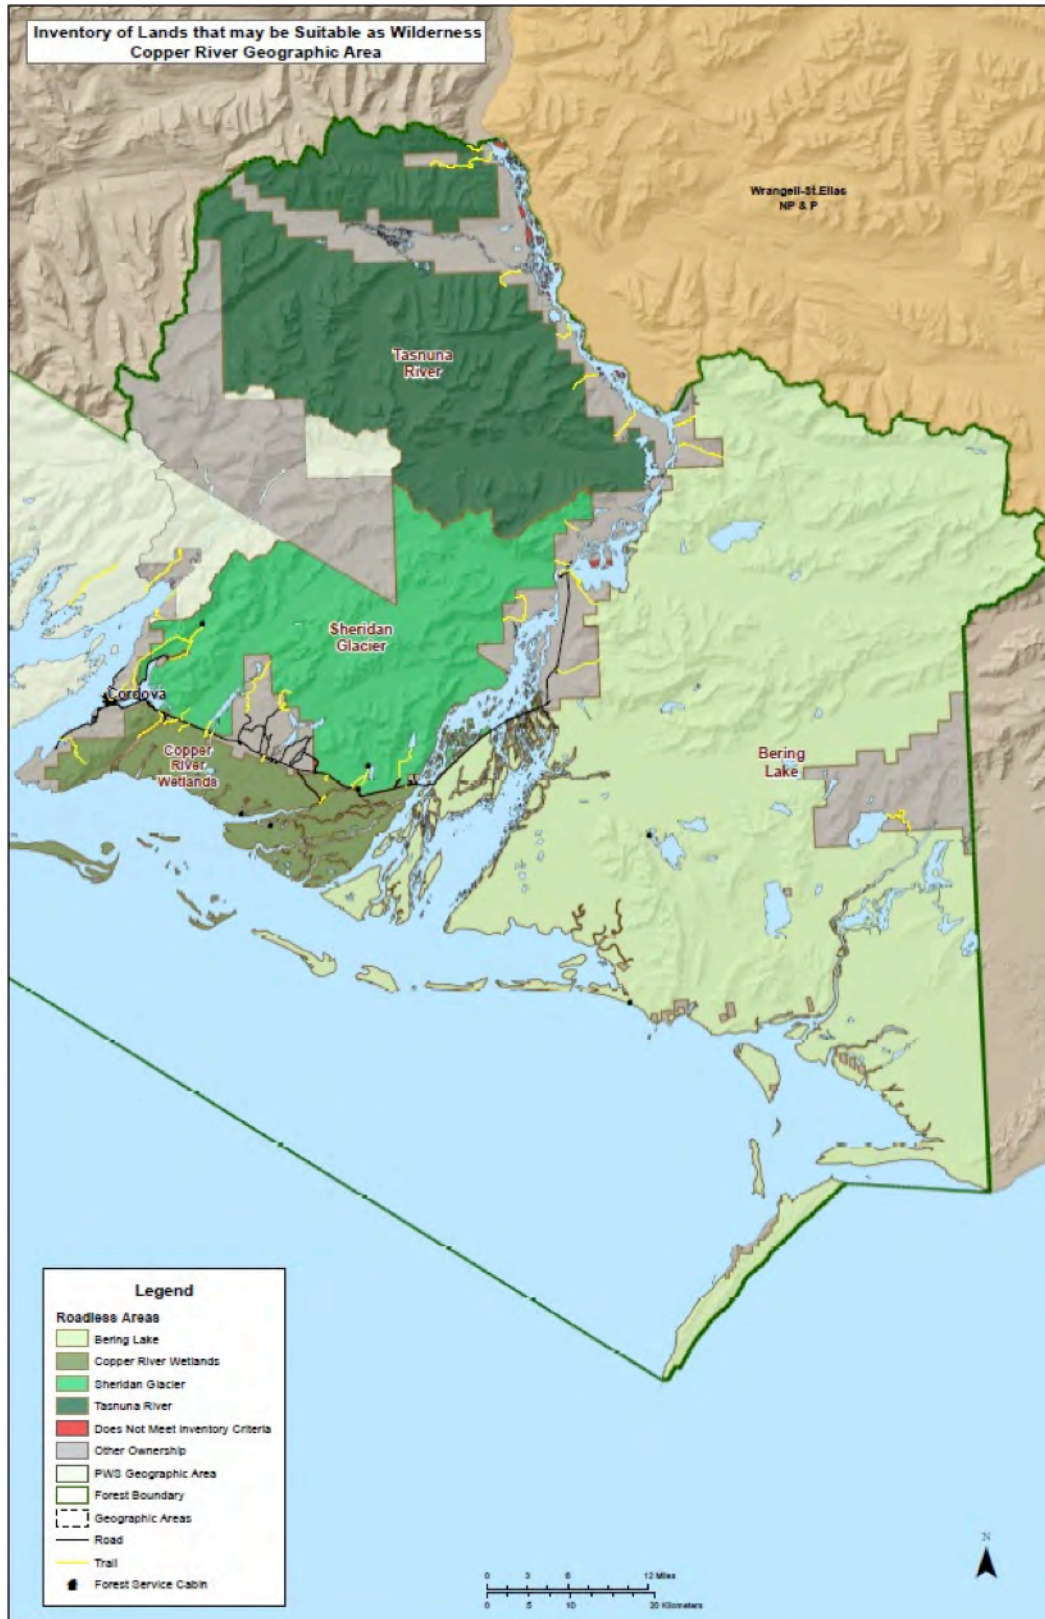 Inventory of Lands that may be Suitable as Wilderness
Copper River Geographic Area
Wrangell-St.Elias
NP & P
Tasnuna
River
Sheridan
Glacier
Cordova
Copper
River
Wetlands
Bering
Lake
Legend
Roadless Areas
Bering Lake
Copper River Wetlands
Sheridan Glacier
Tasnuna River
Does Not Meet Inventory Criteria
Other Ownership
PWS Geographic Area
Forest Boundary
Geographic Areas
Road
Trail
Forest Service Cabin
0 3 6 12 Miles
0 5 10 20 Kilometers
N